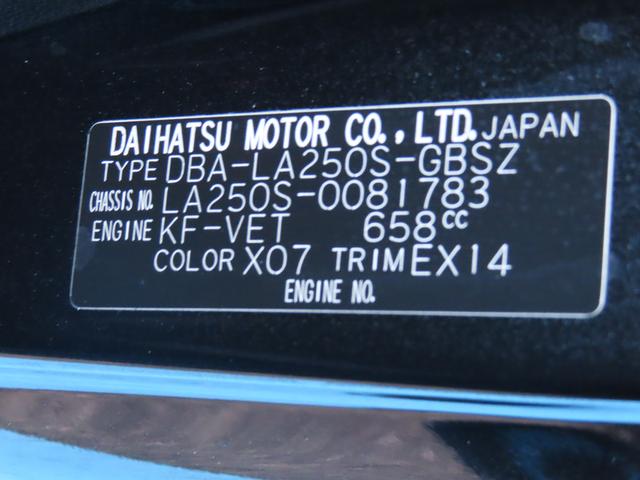 DAIHATSU MOTOR CO., LTD. JAPAN
TYPE DBA-LA250S-GBSZ
CHASSIS NO. LA250S-0081783
ENGINE KF-VET 658cc
COLOR X07 TRIM EX14
ENGINE NO.